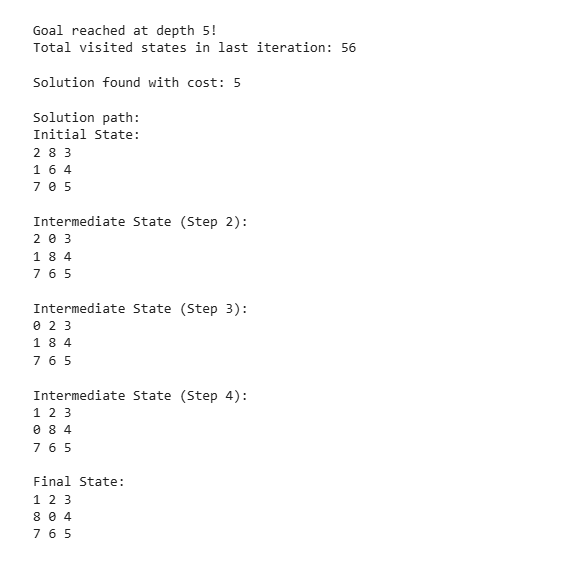 Goal reached at depth 5!
Total visited states in last iteration: 56
Solution found with cost: 5
Solution path:
Initial State:
2 8 3
1 6 4
7 0 5
Intermediate State (Step 2):
2 0 3
1 8 4
7 6 5
Intermediate State (Step 3):
0 2 3
1 8 4
7 6 5
Intermediate State (Step 4):
1 2 3
0 8 4
7 6 5
Final State:
1 2 3
8 0 4
7 6 5